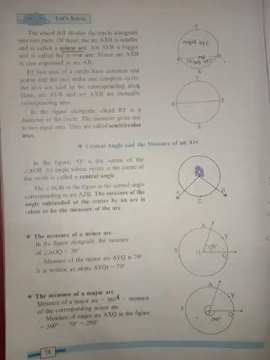 Let's learn.
The chord AB divides the circle alongside
into two parts. Of these, the arc AXB is smaller
and is called a minor arc. Arc AYB is bigger
and is called the major arc. Minor arc AXB
is also expressed as arc AB.
If two arcs of a circle have common end
points and the arcs make one complete circle,
the arcs are said to be corresponding arcs.
Here, arc AYB and arc AXB are mutually
corresponding arcs.
In the figure alongside, chord RT is a
diameter of the circle. The diameter gives rise
to two equal arcs. They are called semicircular
arcs.
Central Angle and the Measure of an Arc
In the figure, 'O' is the vertex of the
∠AOB. An angle whose vertex is the centre of
the circle is called a central angle.
The ∠AOB in the figure is the central angle
corresponding to arc AZB. The measure of the
angle subtended at the centre by an arc is
taken to be the measure of the arc.
The measure of a minor arc
In the figure alongside, the measure
of ∠AOQ = 70°
Measure of the minor arc AYQ is 70°
It is written as m(arc AYQ) = 70°
The measure of a major arc
Measure of a major arc = 360° - measure
of the corresponding minor arc
Measure of major arc AXQ in the figure
= 360° - 70° = 290°
78
Y
major arc
A
B
X
Y
X
A
B
Z
A
Y
O
70°
Q
X
A
Y
O
290°
Q
X